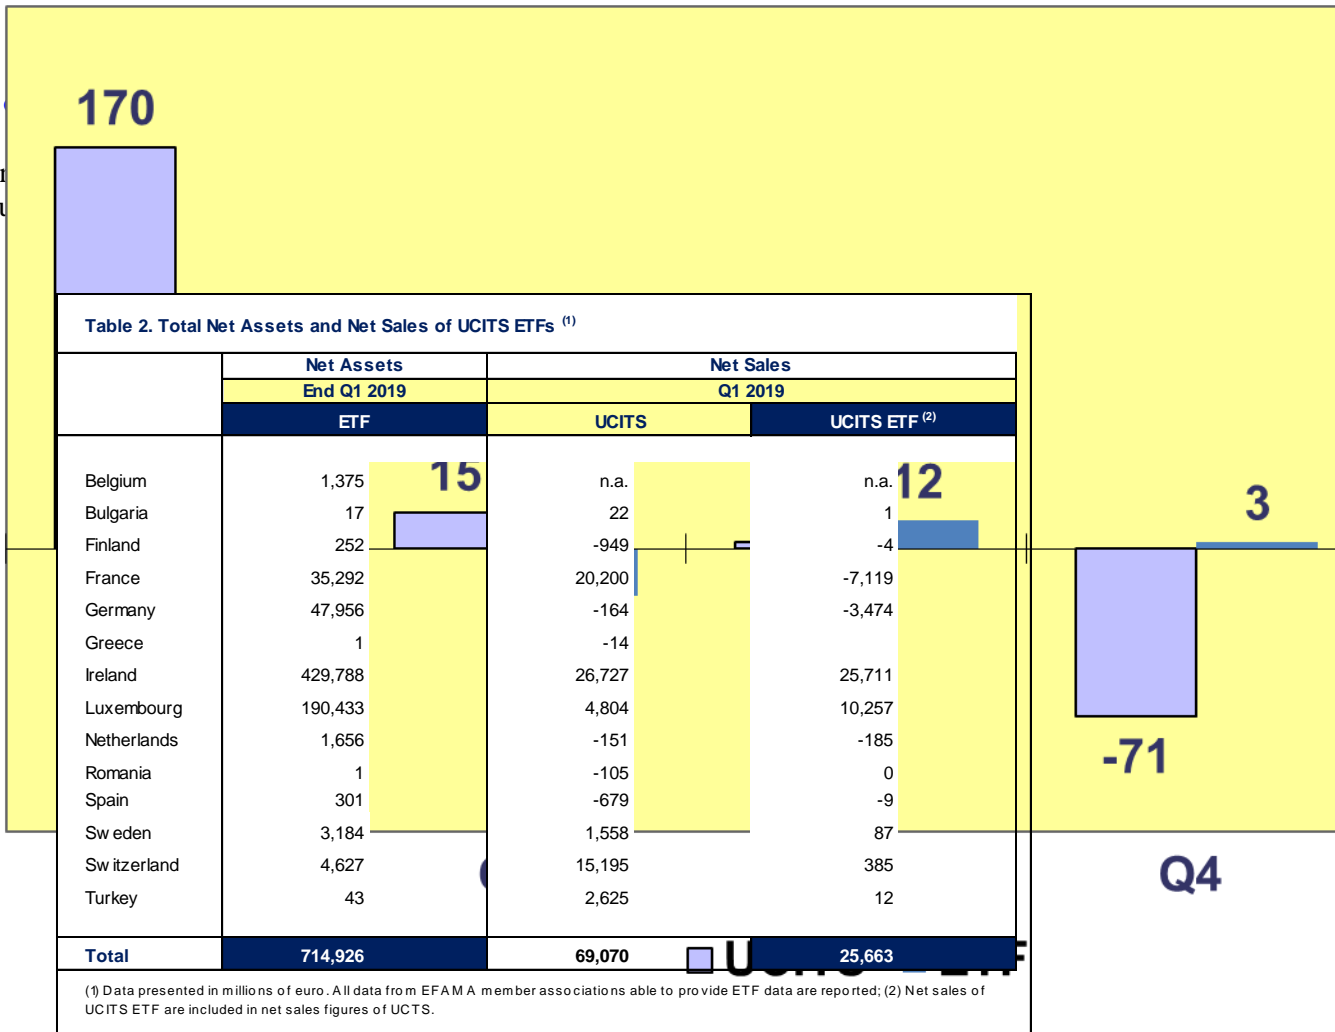 170
Table 2. Total Net Assets and Net Sales of UCITS ETFs (1)
Net Assets Net Sales
End Q1 2019 Q1 2019
ETF UCITS UCITS ETF (2)
Belgium 1,375 n.a. n.a.
Bulgaria 17 22 1
Finland 252 -949 -4
France 35,292 20,200 -7,119
Germany 47,956 -164 -3,474
Greece 1 -14
Ireland 429,788 26,727 25,711
Luxembourg 190,433 4,804 10,257
Netherlands 1,656 -151 -185
Romania 1 -105 0
Spain 301 -679 -9
Sweden 3,184 1,558 87
Switzerland 4,627 15,195 385
Turkey 43 2,625 12
Total 714,926 69,070 25,663
(1) Data presented in millions of euro. All data from EFAMA member associations able to provide ETF data are reported; (2) Net sales of
UCITS ETF are included in net sales figures of UCTS.
15
12
3
-71
Q4